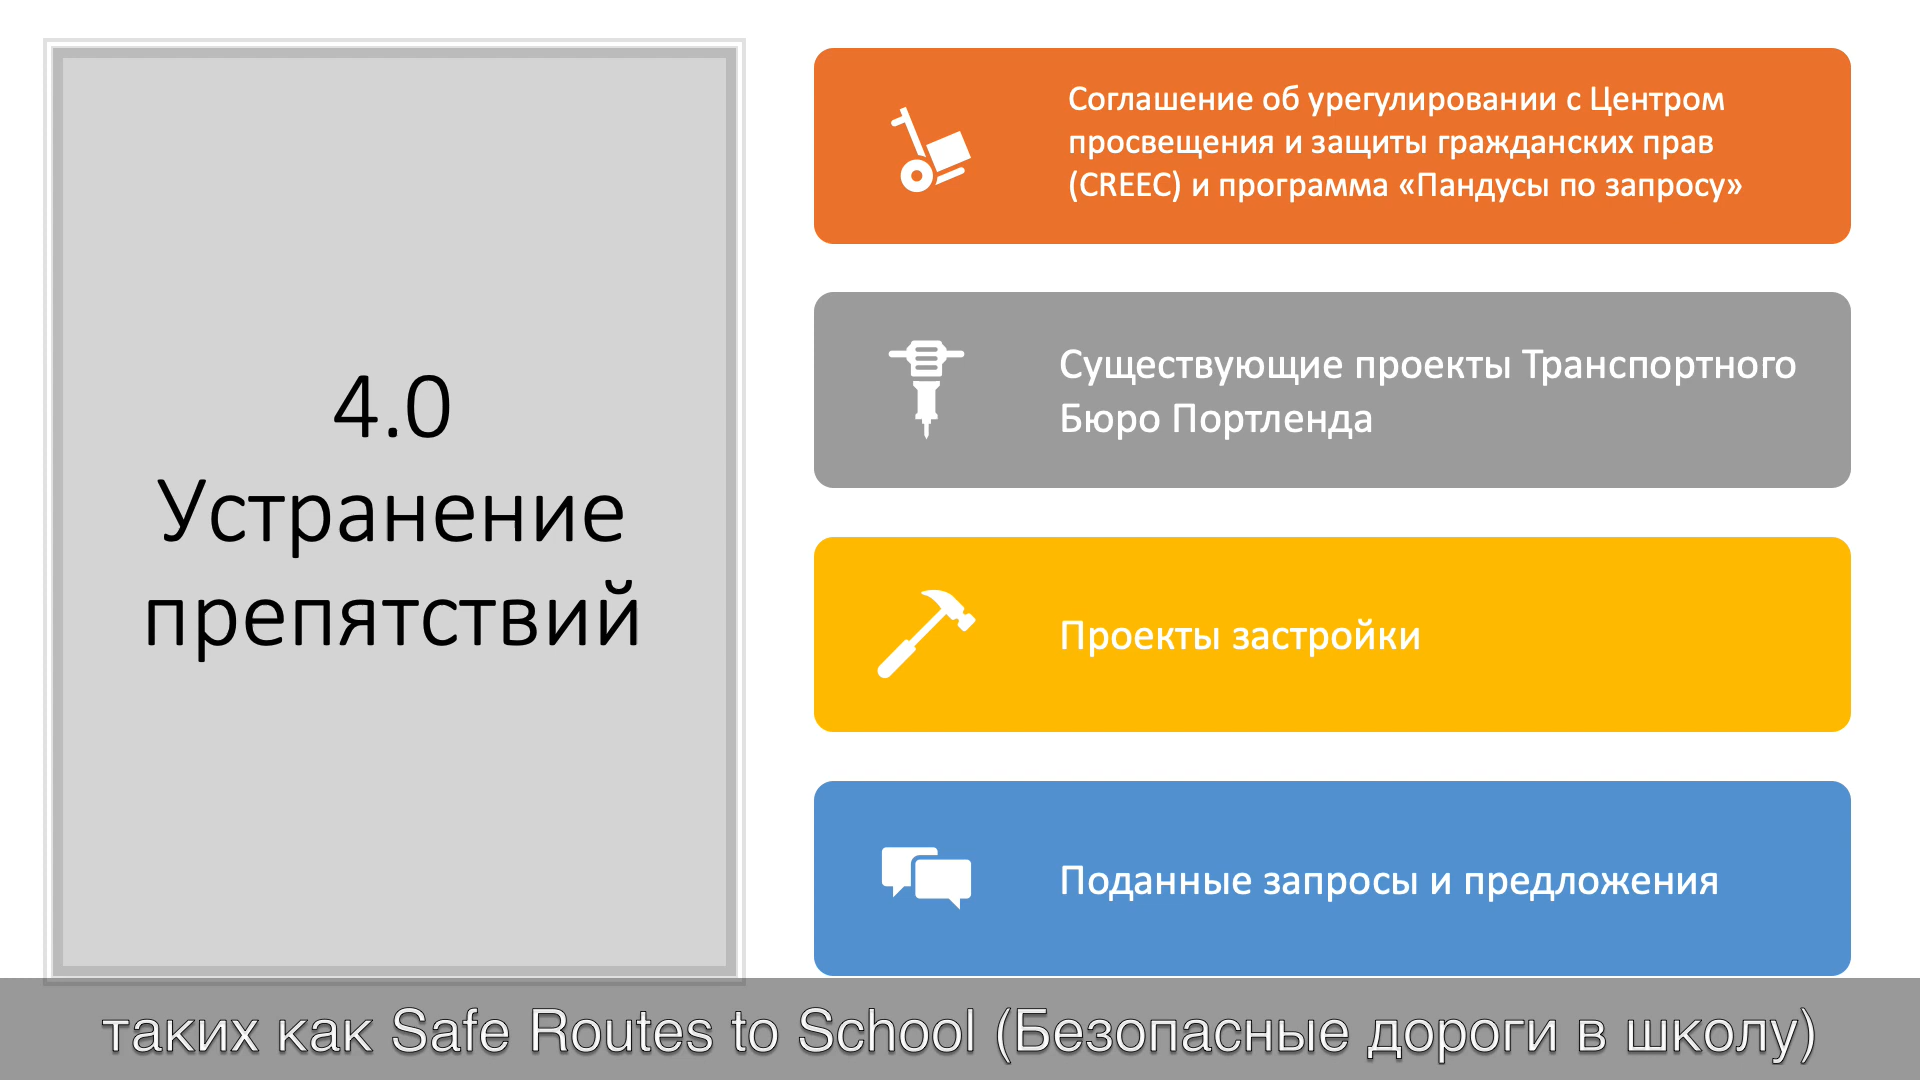 4.0
Устранение
препятствий
Соглашение об урегулировании с Центром
просвещения и защиты гражданских прав
(CREEC) и программа «Пандусы по запросу»
Существующие проекты Транспортного
Бюро Портленда
Проекты застройки
Поданные запросы и предложения
таких как Safe Routes to School (Безопасные дороги в школу)